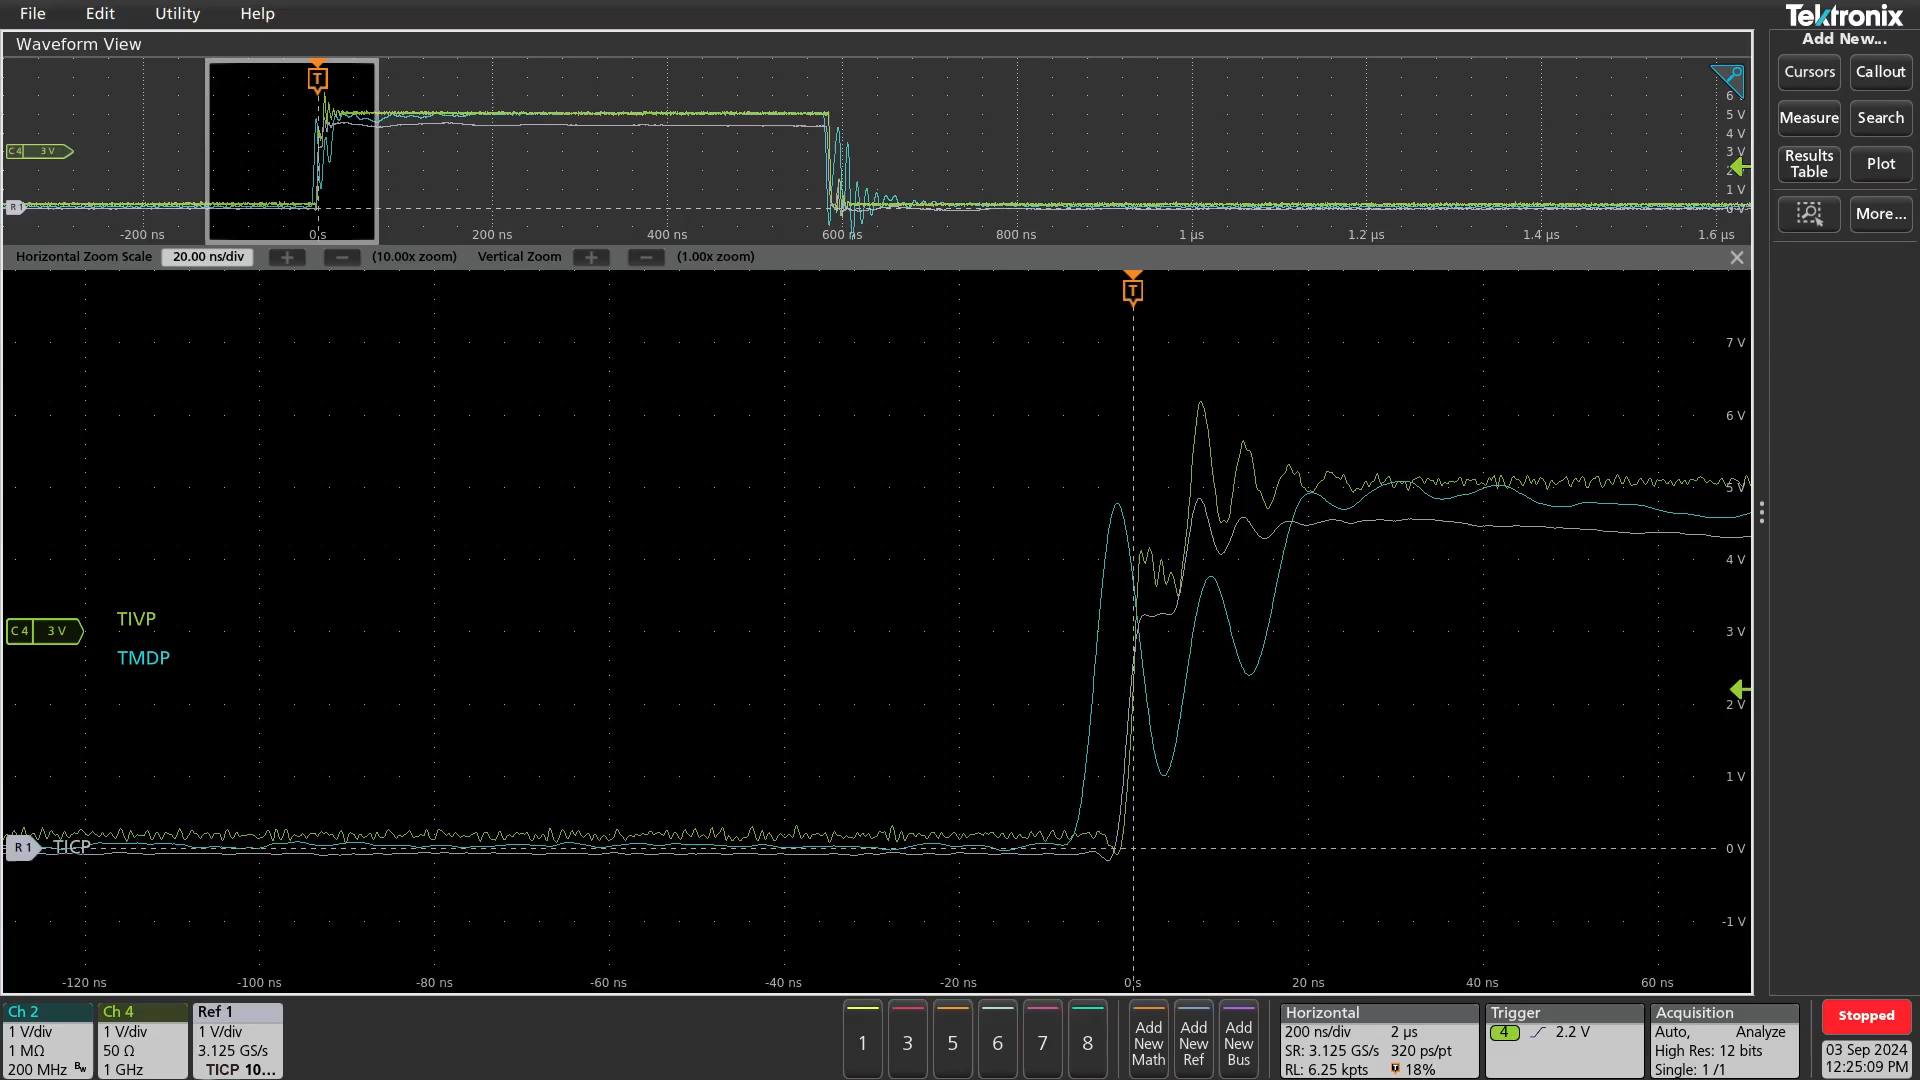 File Edit Utility Help
Tektronix
Waveform View
Add New...
Cursors Callout
Measure Search
Results Table Plot
More...
T
6
5 V
4 V
3 V
2
1 V
0 V
C 4 3 V
R 1
-200 ns 0 s 200 ns 400 ns 600 ns 800 ns 1 µs 1.2 µs 1.4 µs 1.6 µs
Horizontal Zoom Scale 20.00 ns/div + − (10.00x zoom) Vertical Zoom + − (1.00x zoom)
T
7 V
6 V
5 V
4 V
3 V
2 V
1 V
0 V
-1 V
TIVP
C 4 3 V
TMDP
R 1 TICP
-120 ns -100 ns -80 ns -60 ns -40 ns -20 ns 0 s 20 ns 40 ns 60 ns
Ch 2
1 V/div
1 MΩ
200 MHz Bw
Ch 4
1 V/div
50 Ω
1 GHz
Ref 1
1 V/div
3.125 GS/s
TICP 10...
1 3 5 6 7 8
Add New Math
Add New Ref
Add New Bus
Horizontal
200 ns/div 2 µs
SR: 3.125 GS/s 320 ps/pt
RL: 6.25 kpts 18%
Trigger
4 2.2 V
Acquisition
Auto, Analyze
High Res: 12 bits
Single: 1 /1
Stopped
03 Sep 2024
12:25:09 PM